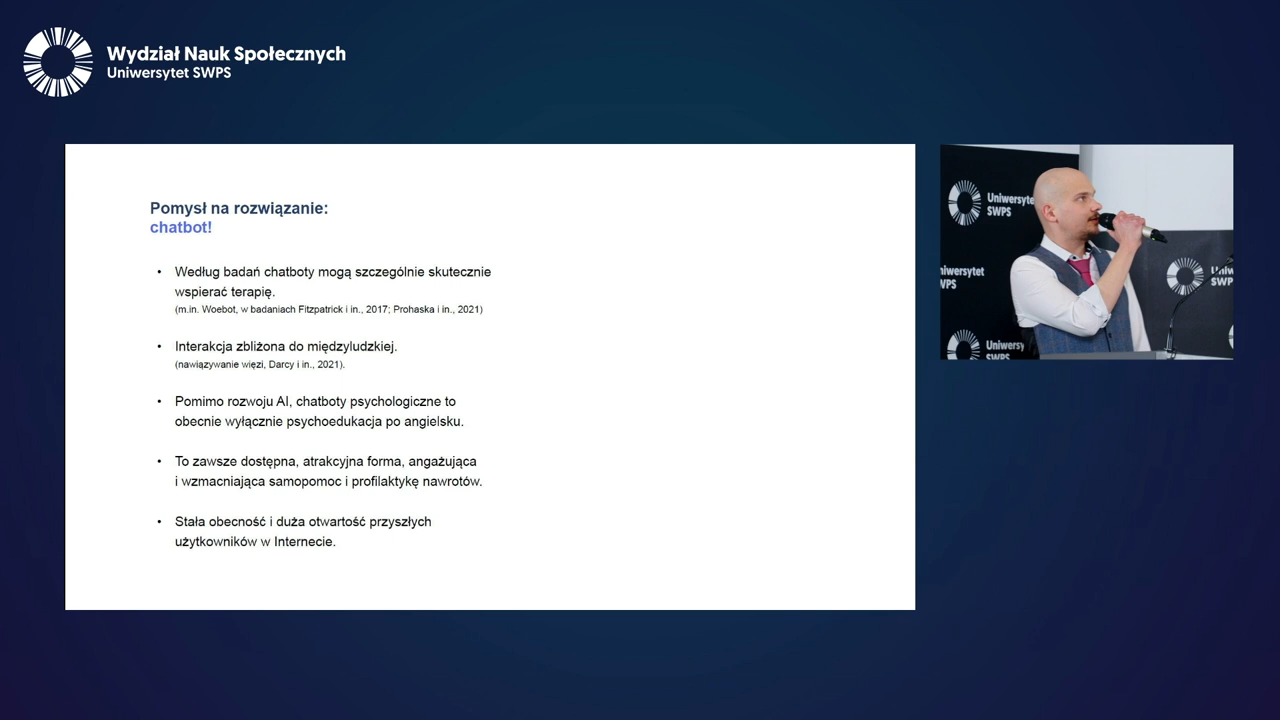 Wydział Nauk Społecznych
Uniwersytet SWPS
Pomysł na rozwiązanie:
chatbot!
• Według badań chatboty mogą szczególnie skutecznie
wspierać terapię.
(m.in. Woebot, w badaniach Fitzpatrick i in., 2017; Prohaska i in., 2021)
• Interakcja zbliżona do międzyludzkiej.
(nawiązywanie więzi, Darcy i in., 2021).
• Pomimo rozwoju AI, chatboty psychologiczne to
obecnie wyłącznie psychoedukacja po angielsku.
• To zawsze dostępna, atrakcyjna forma, angażująca
i wzmacniająca samopomoc i profilaktykę nawrotów.
• Stała obecność i duża otwartość przyszłych
użytkowników w Internecie.
SWPS